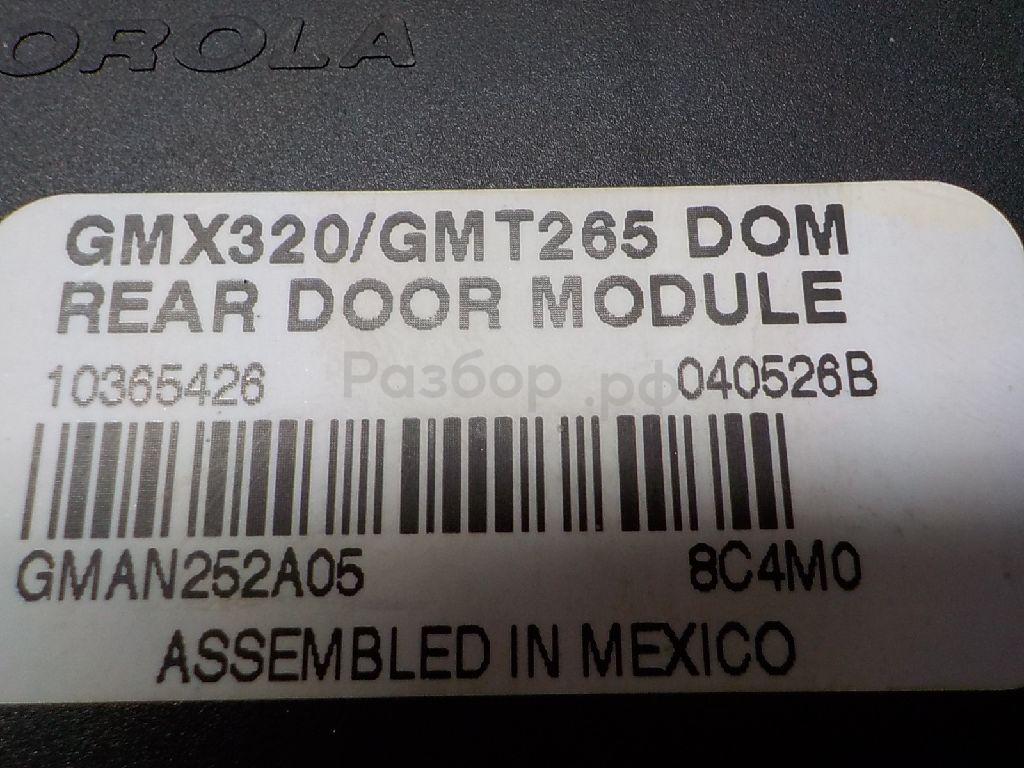 OROLA
GMX320/GMT265 DOM
REAR DOOR MODULE
10365426 040526B
Разбор.рф
GMAN252A05 8C4M0
ASSEMBLED IN MEXICO